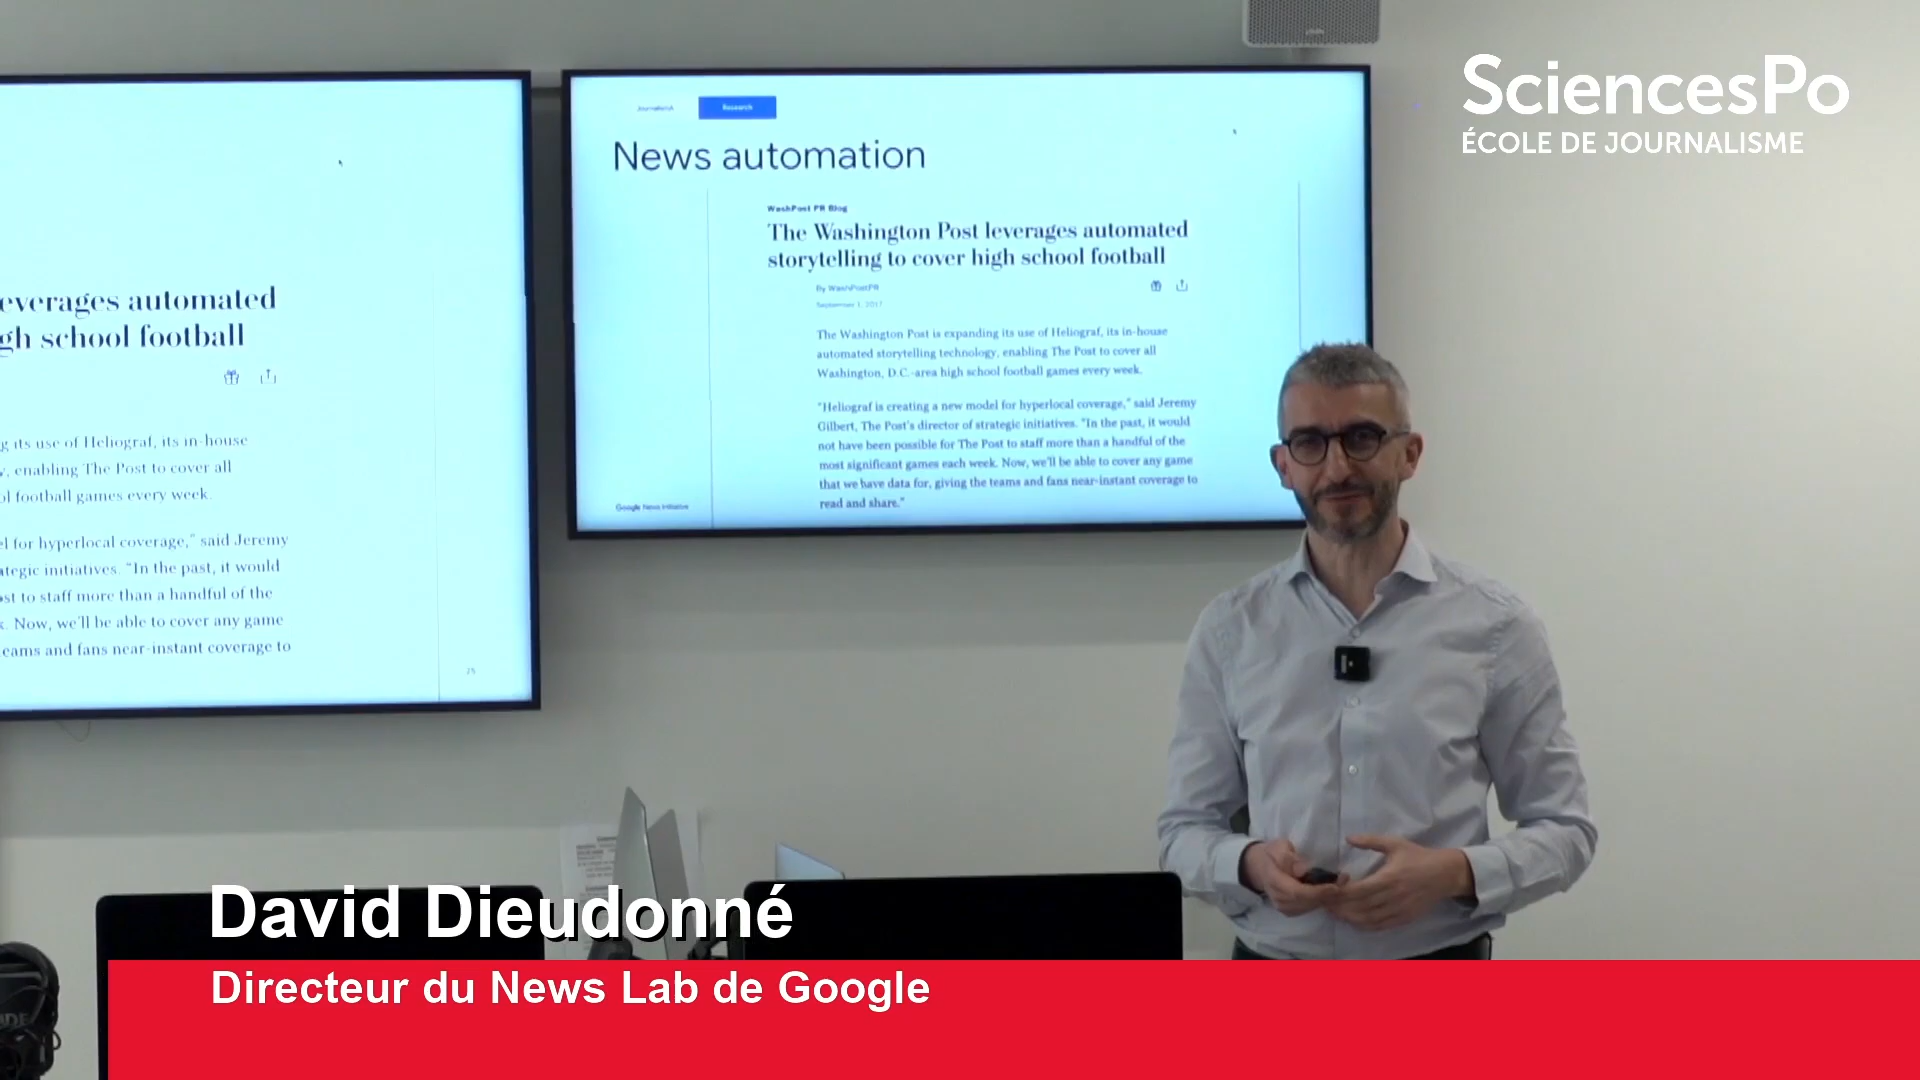 SciencesPo
ÉCOLE DE JOURNALISME
Research
News automation
WashPost PR Blog
The Washington Post leverages automated
storytelling to cover high school football
By WashPostPR
September 1, 2017
The Washington Post is expanding its use of Heliograf, its in-house
automated storytelling technology, enabling The Post to cover all
Washington, D.C.-area high school football games every week.
"Heliograf is creating a new model for hyperlocal coverage," said Jeremy
Gilbert, The Post's director of strategic initiatives. "In the past, it would
not have been possible for The Post to staff more than a handful of the
most significant games each week. Now, we'll be able to cover any game
that we have data for, giving the teams and fans near-instant coverage to
read and share."
Google News Initiative
everages automated
gh school football
g its use of Heliograf, its in-house
, enabling The Post to cover all
ol football games every week.
el for hyperlocal coverage," said Jeremy
ategic initiatives. "In the past, it would
ost to staff more than a handful of the
k. Now, we'll be able to cover any game
eams and fans near-instant coverage to
David Dieudonné
Directeur du News Lab de Google